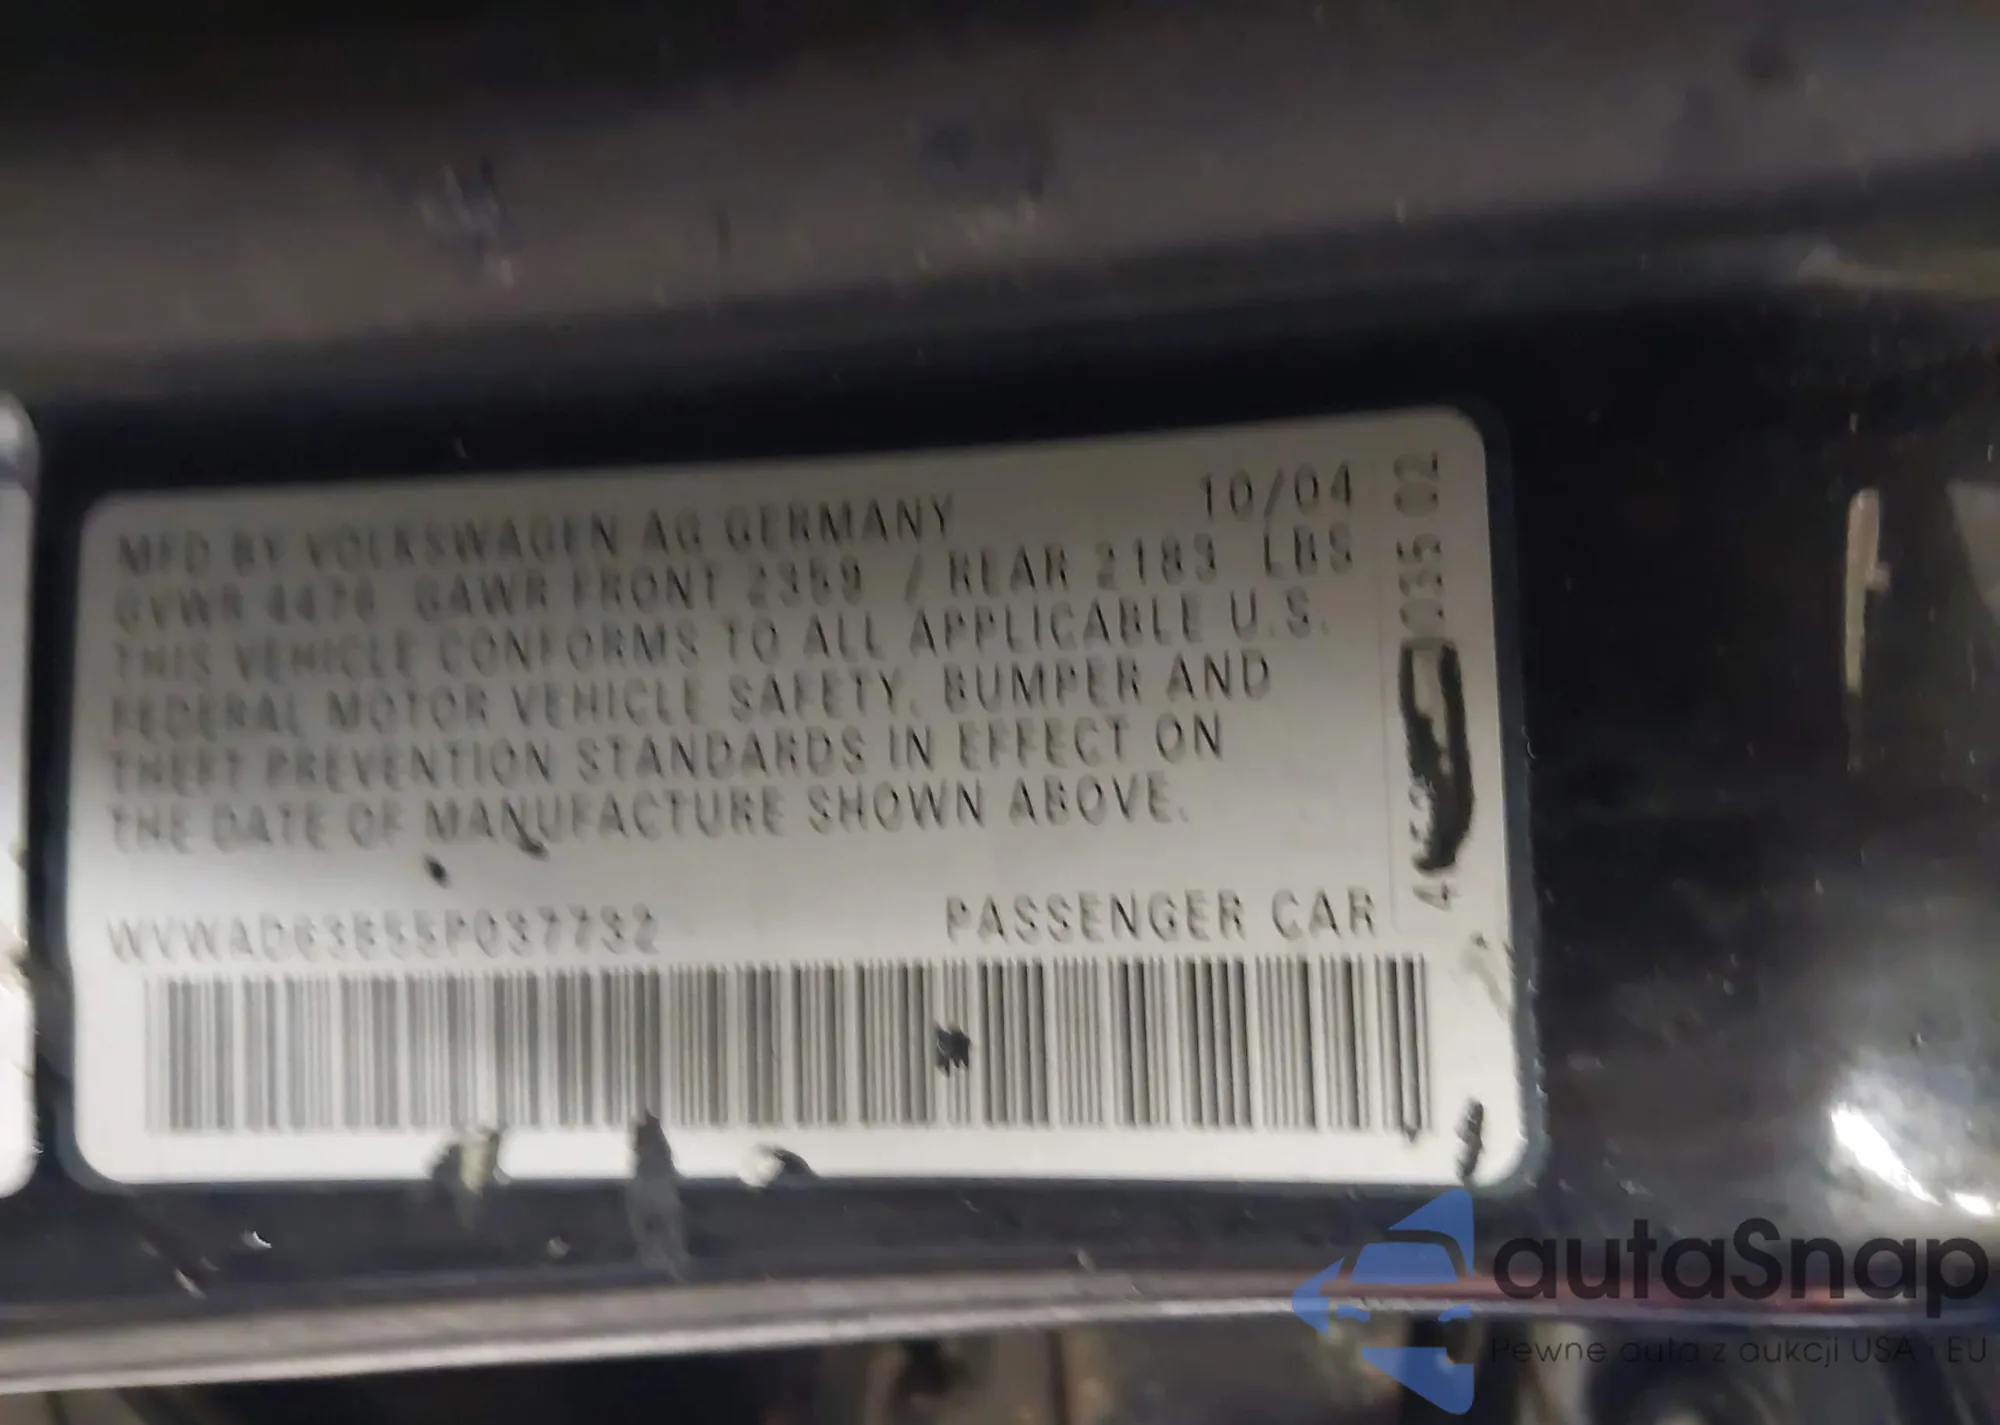 MFD BY VOLKSWAGEN AG GERMANY 10/04
GVWR 4476 GAWR FRONT 2359 / REAR 2183 LBS
THIS VEHICLE CONFORMS TO ALL APPLICABLE U.S.
FEDERAL MOTOR VEHICLE SAFETY, BUMPER AND
THEFT PREVENTION STANDARDS IN EFFECT ON
THE DATE OF MANUFACTURE SHOWN ABOVE.
WVWAD63B55P037732 PASSENGER CAR
autaSnap
Pewne auta z aukcji USA i EU